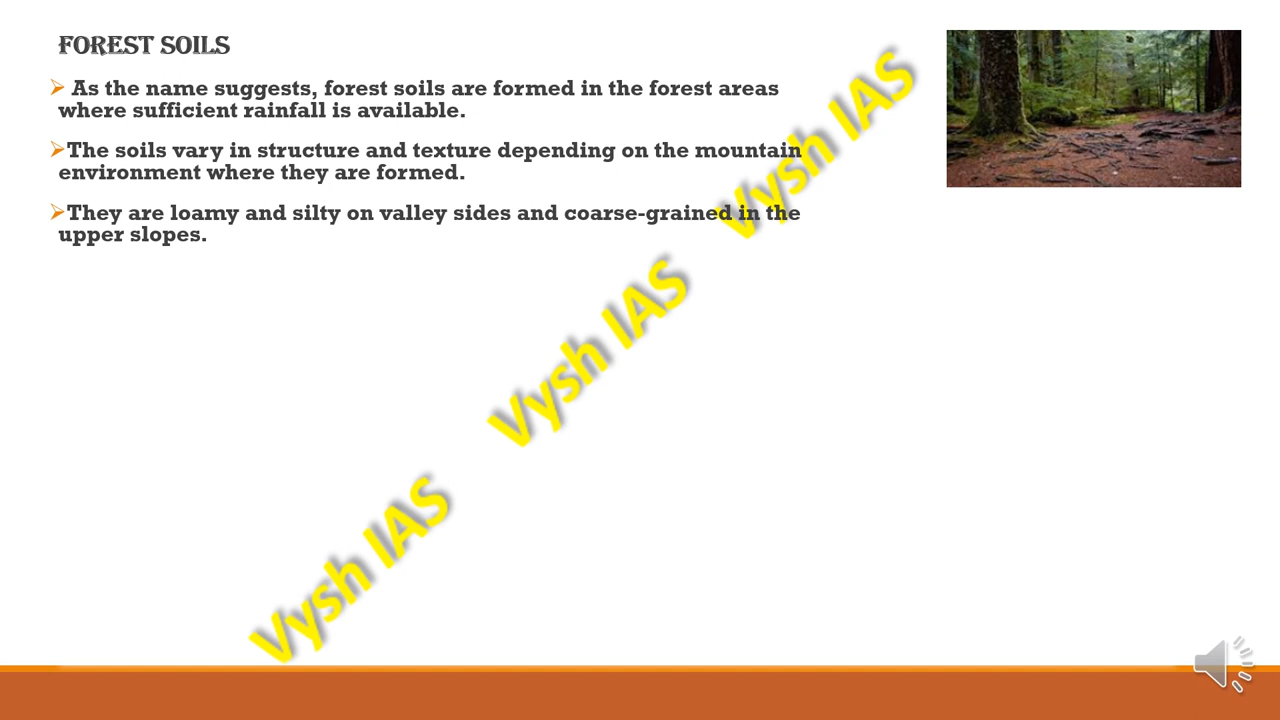 FOREST SOILS
As the name suggests, forest soils are formed in the forest areas
where sufficient rainfall is available.
The soils vary in structure and texture depending on the mountain
environment where they are formed.
They are loamy and silty on valley sides and coarse-grained in the
upper slopes.
Vysh IAS
Vysh IAS
Vysh IAS